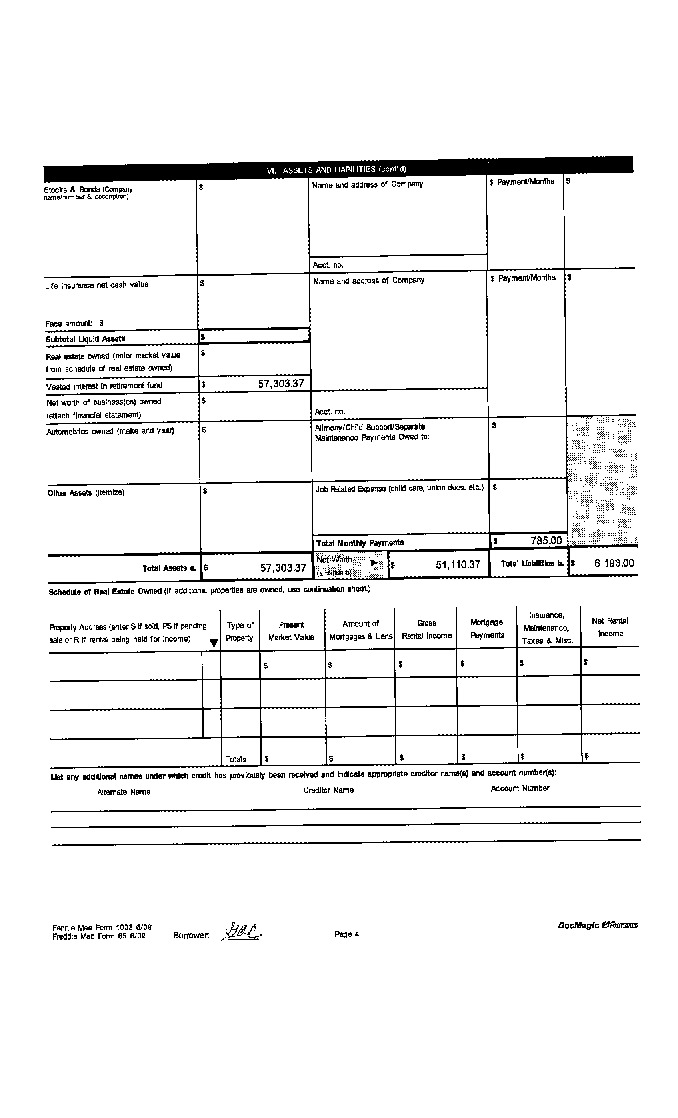 VI. ASSETS AND LIABILITIES (cont'd)
Stocks & Bonds (Company name/number & description)
$
Name and address of Company
$ Payment/Months
$
Acct. no.
Life insurance net cash value
$
Name and address of Company
$ Payment/Months
$
Face amount: $
Subtotal Liquid Assets
$
Real estate owned (enter market value from schedule of real estate owned)
$
Vested interest in retirement fund
$ 57,303.37
Net worth of business(es) owned (attach financial statement)
$
Acct. no.
Automobiles owned (make and year)
$
Alimony/Child Support/Separate Maintenance Payments Owed to:
$
Other Assets (itemize)
$
Job Related Expense (child care, union dues, etc.)
$
Total Monthly Payments
$ 785.00
Total Assets a.
$ 57,303.37
Net Worth
$ 51,110.37
Total Liabilities b.
$ 6,193.00
Schedule of Real Estate Owned (If additional properties are owned, use continuation sheet.)
Property Address (enter S if sold, PS if pending sale or R if rental being held for income)
Type of Property
Present Market Value
Amount of Mortgages & Liens
Gross Rental Income
Mortgage Payments
Insurance, Maintenance, Taxes & Misc.
Net Rental Income
$ $ $ $ $ $
Totals $ $ $ $ $ $
List any additional names under which credit has previously been received and indicate appropriate creditor name(s) and account number(s):
Alternate Name
Creditor Name
Account Number
Fannie Mae Form 1003 6/09
Freddie Mac Form 65 6/09
Borrower:
Page 4
DocMagic eForms